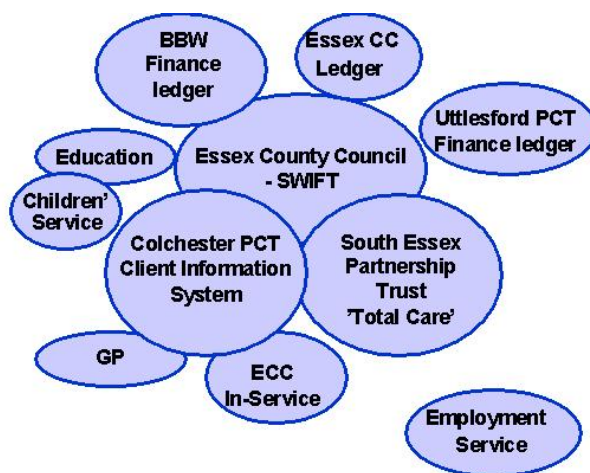 BBW
Finance
ledger
Essex CC
Ledger
Uttlesford PCT
Finance ledger
Education
Essex County Council
- SWIFT
Children'
Service
Colchester PCT
Client Information
System
South Essex
Partnership
Trust
'Total Care'
GP
ECC
In-Service
Employment
Service